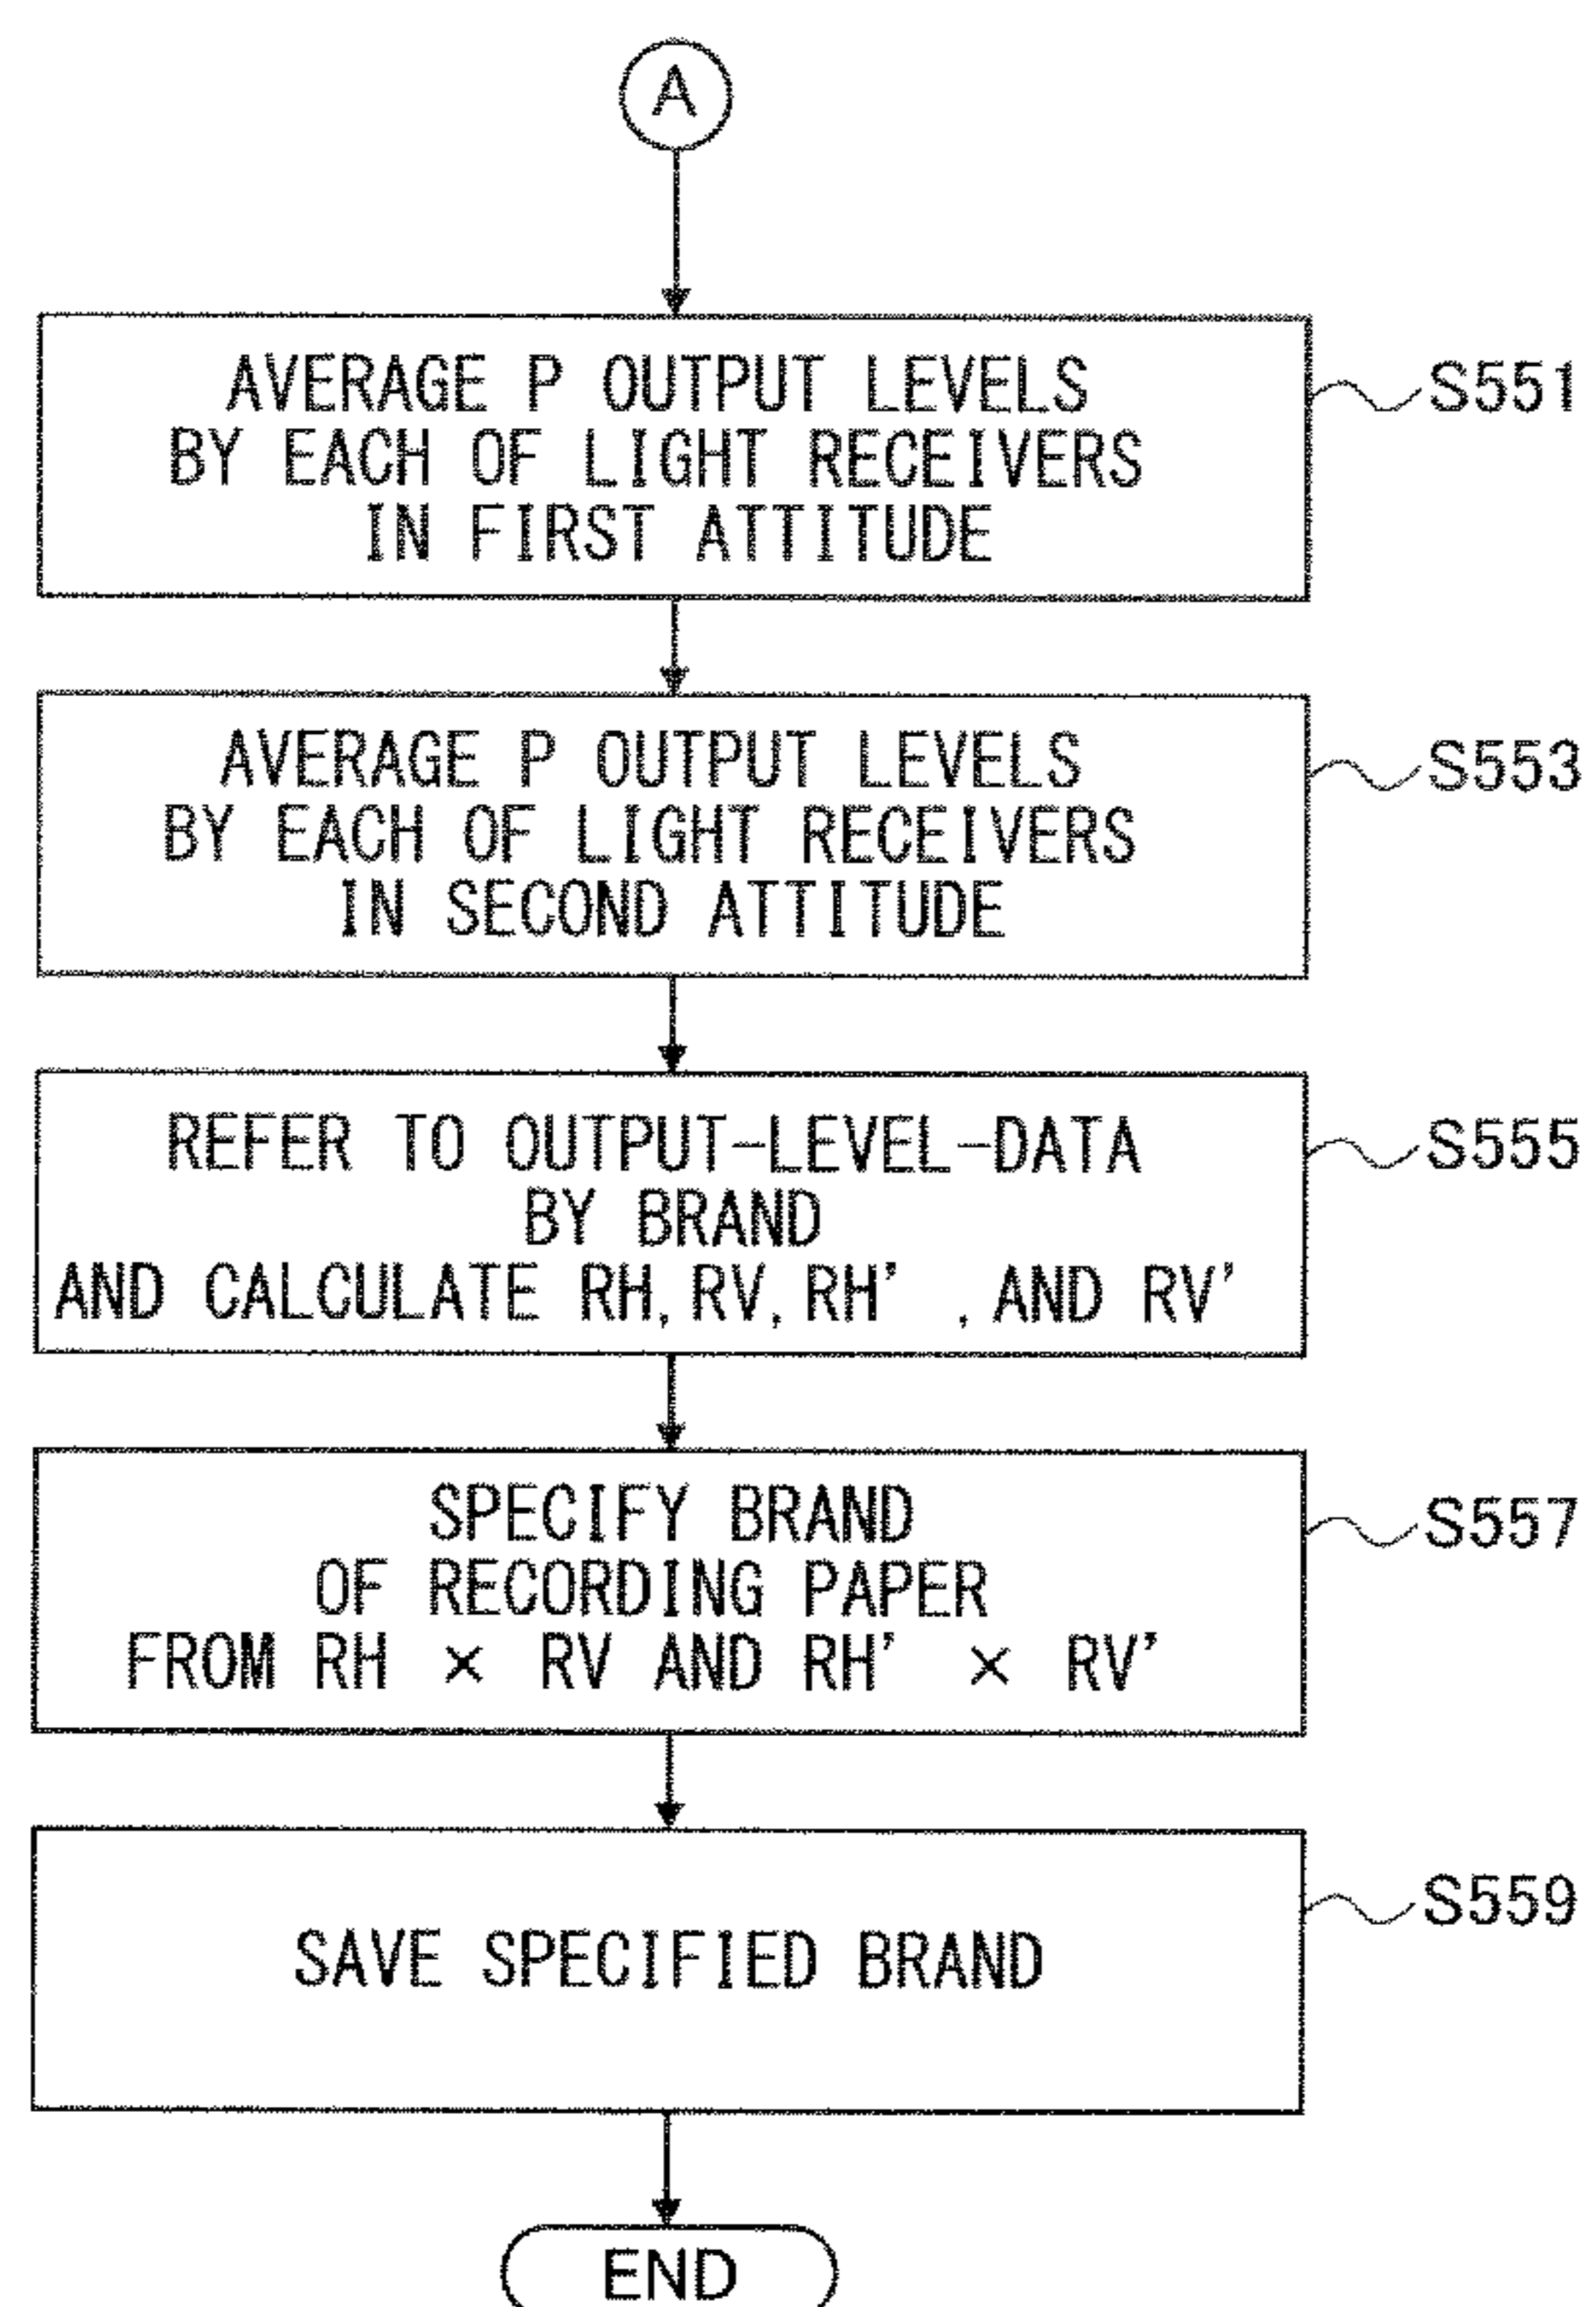 A
AVERAGE P OUTPUT LEVELS
BY EACH OF LIGHT RECEIVERS
IN FIRST ATTITUDE
S551
AVERAGE P OUTPUT LEVELS
BY EACH OF LIGHT RECEIVERS
IN SECOND ATTITUDE
S553
REFER TO OUTPUT-LEVEL-DATA
BY BRAND
AND CALCULATE RH, RV, RH' , AND RV'
S555
SPECIFY BRAND
OF RECORDING PAPER
FROM RH × RV AND RH' × RV'
S557
SAVE SPECIFIED BRAND
S559
END